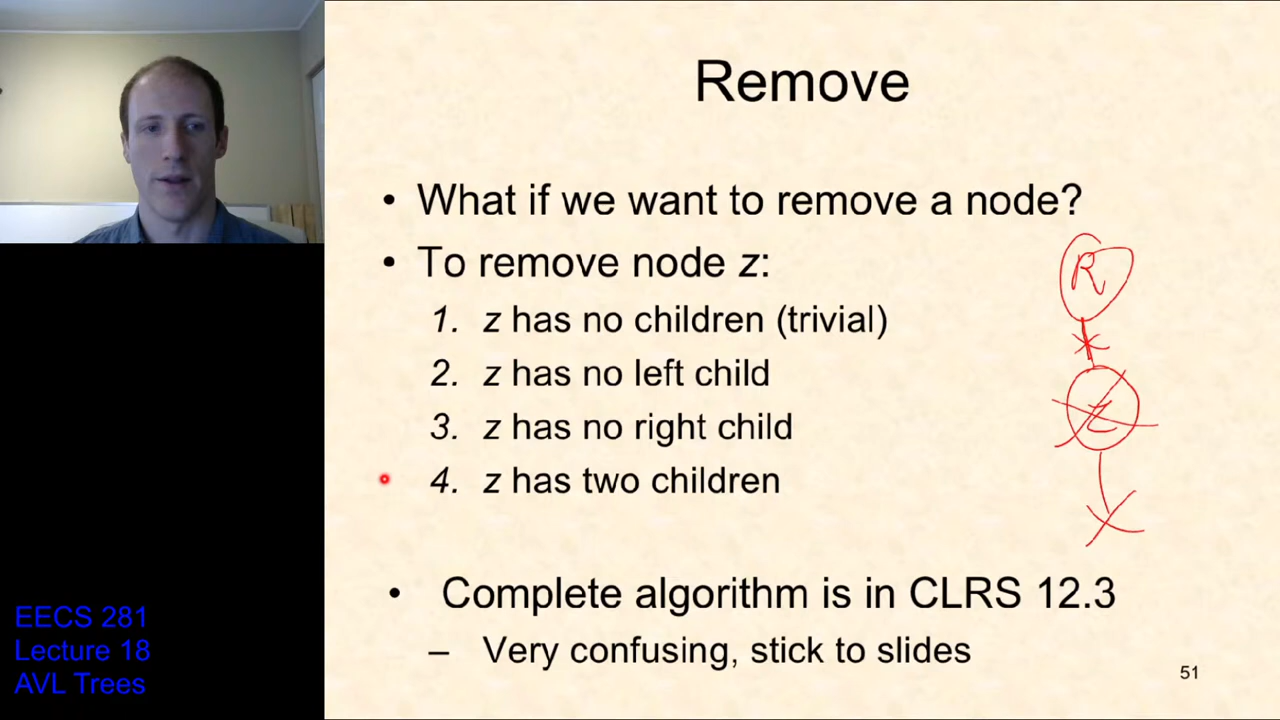 Remove
• What if we want to remove a node?
• To remove node z:
1. z has no children (trivial)
2. z has no left child
3. z has no right child
4. z has two children
• Complete algorithm is in CLRS 12.3
– Very confusing, stick to slides
51
R
Z
EECS 281
Lecture 18
AVL Trees